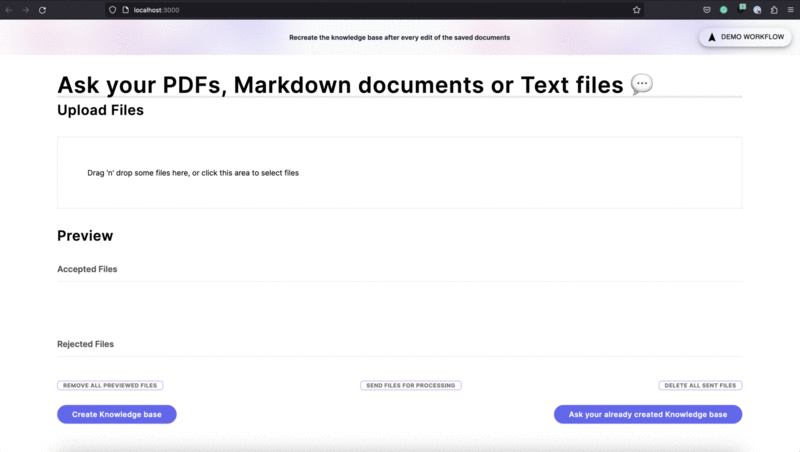 localhost:3000
Recreate the knowledge base after every edit of the saved documents
DEMO WORKFLOW
Ask your PDFs, Markdown documents or Text files 💬
Upload Files
Drag 'n' drop some files here, or click this area to select files
Preview
Accepted Files
Rejected Files
REMOVE ALL PREVIEWED FILES
SEND FILES FOR PROCESSING
DELETE ALL SENT FILES
Create Knowledge base
Ask your already created Knowledge base